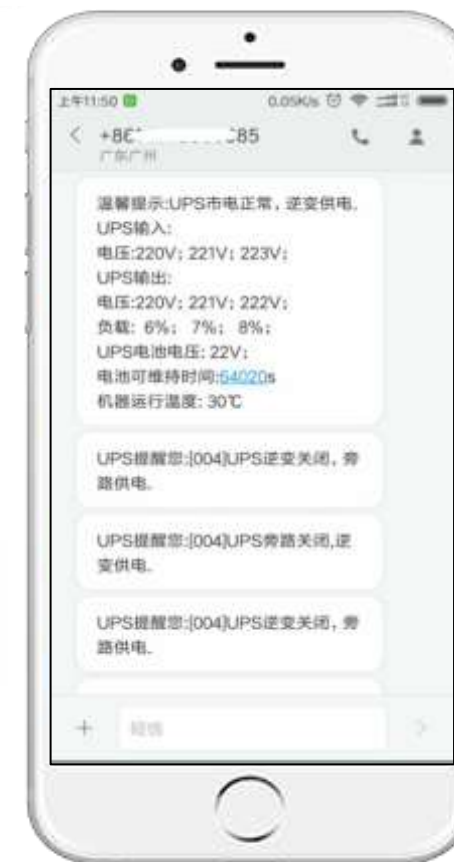 上午11:50
0.05K/s
+86
85
广东广州
温馨提示:UPS市电正常，逆变供电.
UPS输入:
电压:220V; 221V; 223V;
UPS输出:
电压:220V; 221V; 222V;
负载: 6%; 7%; 8%;
UPS电池电压: 22V;
电池可维持时间:64020s
机器运行温度: 30℃
UPS提醒您:[004]UPS逆变关闭，旁
路供电.
UPS提醒您:[004]UPS旁路关闭,逆
变供电.
UPS提醒您:[004]UPS逆变关闭，旁
路供电.
短信